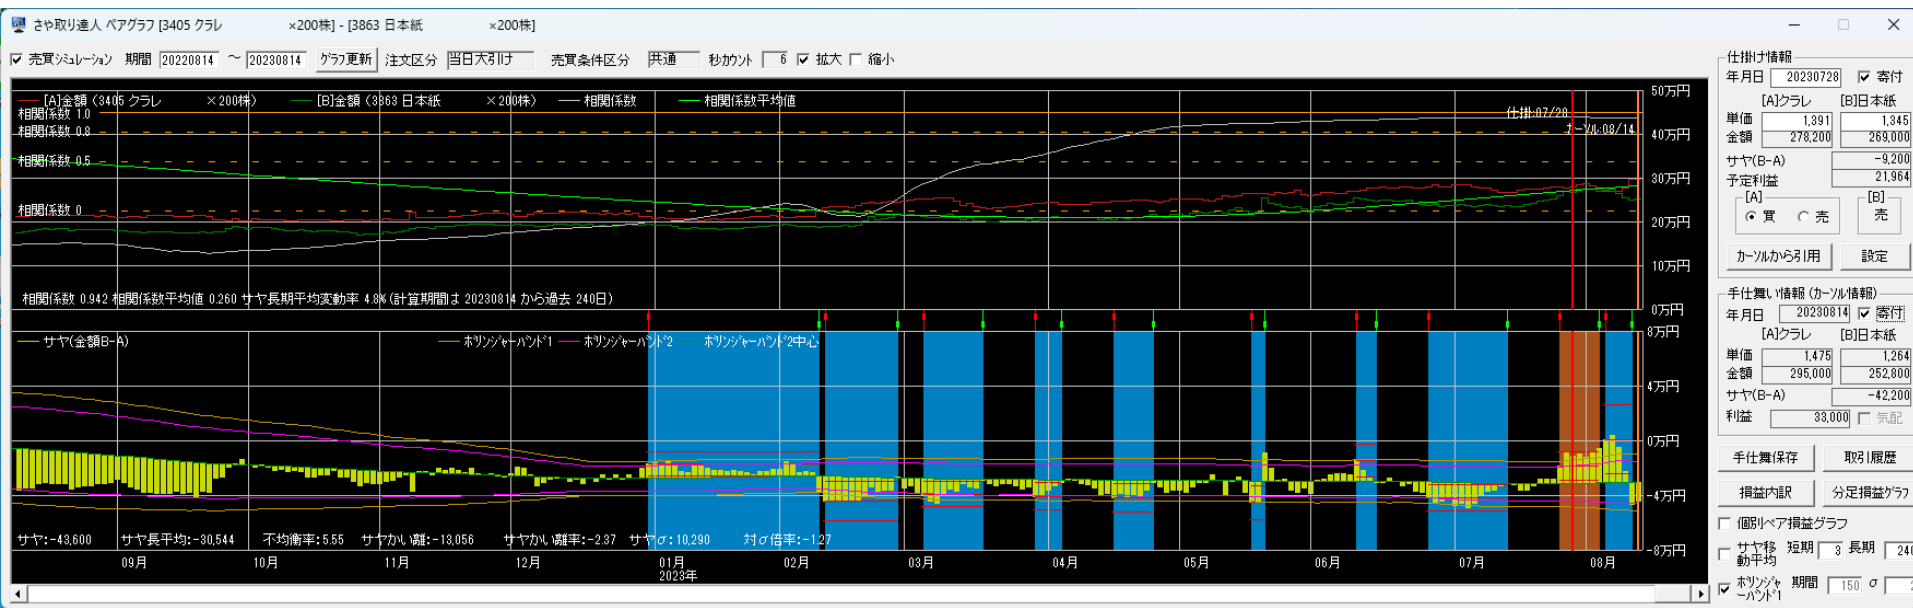 さや取り達人 ペアグラフ [3405 クラレ ×200株] - [3863 日本紙 ×200株]
売買シミュレーション 期間 20220814 ～ 20230814 グラフ更新 注文区分 当日大引け 売買条件区分 共通 秒カウント 6 拡大 縮小
[A]金額 (3405 クラレ ×200株) [B]金額 (3863 日本紙 ×200株) 相関係数 相関係数平均値
相関係数 1.0
相関係数 0.8
相関係数 0.5
相関係数 0
仕掛:07/28
カーソル:08/14
50万円
40万円
30万円
20万円
10万円
0万円
相関係数 0.942 相関係数平均値 0.260 サヤ長期平均変動率 4.8% (計算期間は 20230814 から過去 240日)
サヤ(金額B-A) ボリンジャーバンド1 ボリンジャーバンド2 ボリンジャーバンド2中心
8万円
4万円
0万円
-4万円
-8万円
サヤ:-43,600 サヤ長平均:-30,544 不均衡率:5.55 サヤかい離:-13,056 サヤかい離率:-2.37 サヤσ:10,290 対σ倍率:-1.27
09月 10月 11月 12月 01月 02月 03月 04月 05月 06月 07月 08月
2023年
仕掛け情報
年月日 20230728 寄付
[A]クラレ [B]日本紙
単価 1,391 1,345
金額 278,200 269,000
サヤ(B-A) -9,200
予定利益 21,964
[A] [B]
買 売 売
カーソルから引用 設定
手仕舞い情報 (カーソル情報)
年月日 20230814 寄付
[A]クラレ [B]日本紙
単価 1,475 1,264
金額 295,000 252,800
サヤ(B-A) -42,200
利益 33,000 気配
手仕舞保存 取引履歴
損益内訳 分足損益グラフ
個別ペア損益グラフ
サヤ移動平均 短期 3 長期 240
ボリンジャーバンド1 期間 150 σ 2